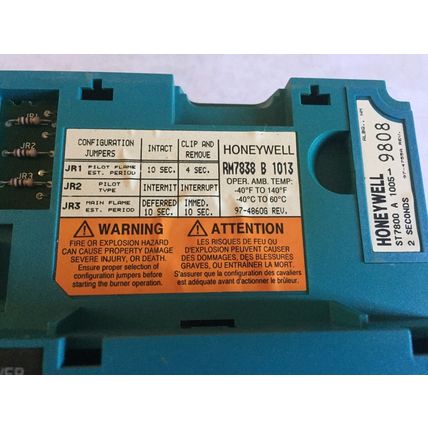 JR1
JR2
JR3
CONFIGURATION JUMPERS
INTACT
CLIP AND REMOVE
JR1
PILOT FLAME EST. PERIOD
10 SEC.
4 SEC.
JR2
PILOT TYPE
INTERMIT
INTERRUPT
JR3
MAIN FLAME EST. PERIOD
DEFERRED 10 SEC.
IMMED. 10 SEC.
HONEYWELL
RM7838 B 1013
OPER. AMB. TEMP:
-40°F TO 140°F
-40°C TO 60°C
97-4860G REV.
WARNING
FIRE OR EXPLOSION HAZARD
CAN CAUSE PROPERTY DAMAGE
SEVERE INJURY, OR DEATH.
Ensure proper selection of
configuration jumpers before
starting the burner operation.
ATTENTION
LES RISQUES DE FEU OU
d'EXPLOSION PEUVENT CAUSER
DES DOMMAGES, DES BLESSURES
GRAVES, OU ENTRAÎNER LA MORT.
S'assurer que la configuration des cavaliers
est adéquate avant d'opérer le brûleur.
HONEYWELL
ST7800 A 1005
2 SECONDS
9808